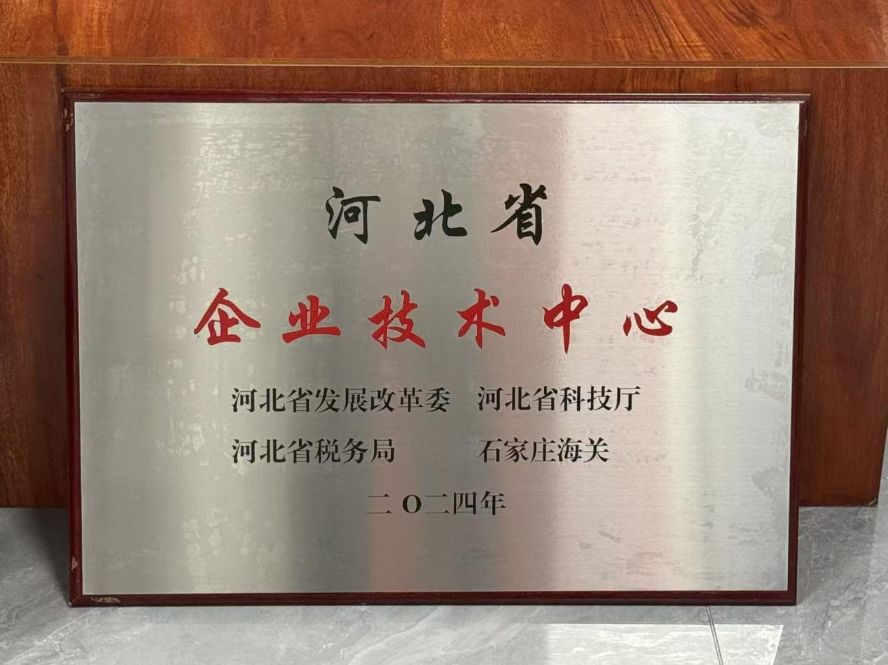 河北省
企业技术中心
河北省发展改革委 河北省科技厅
河北省税务局 石家庄海关
二〇二四年